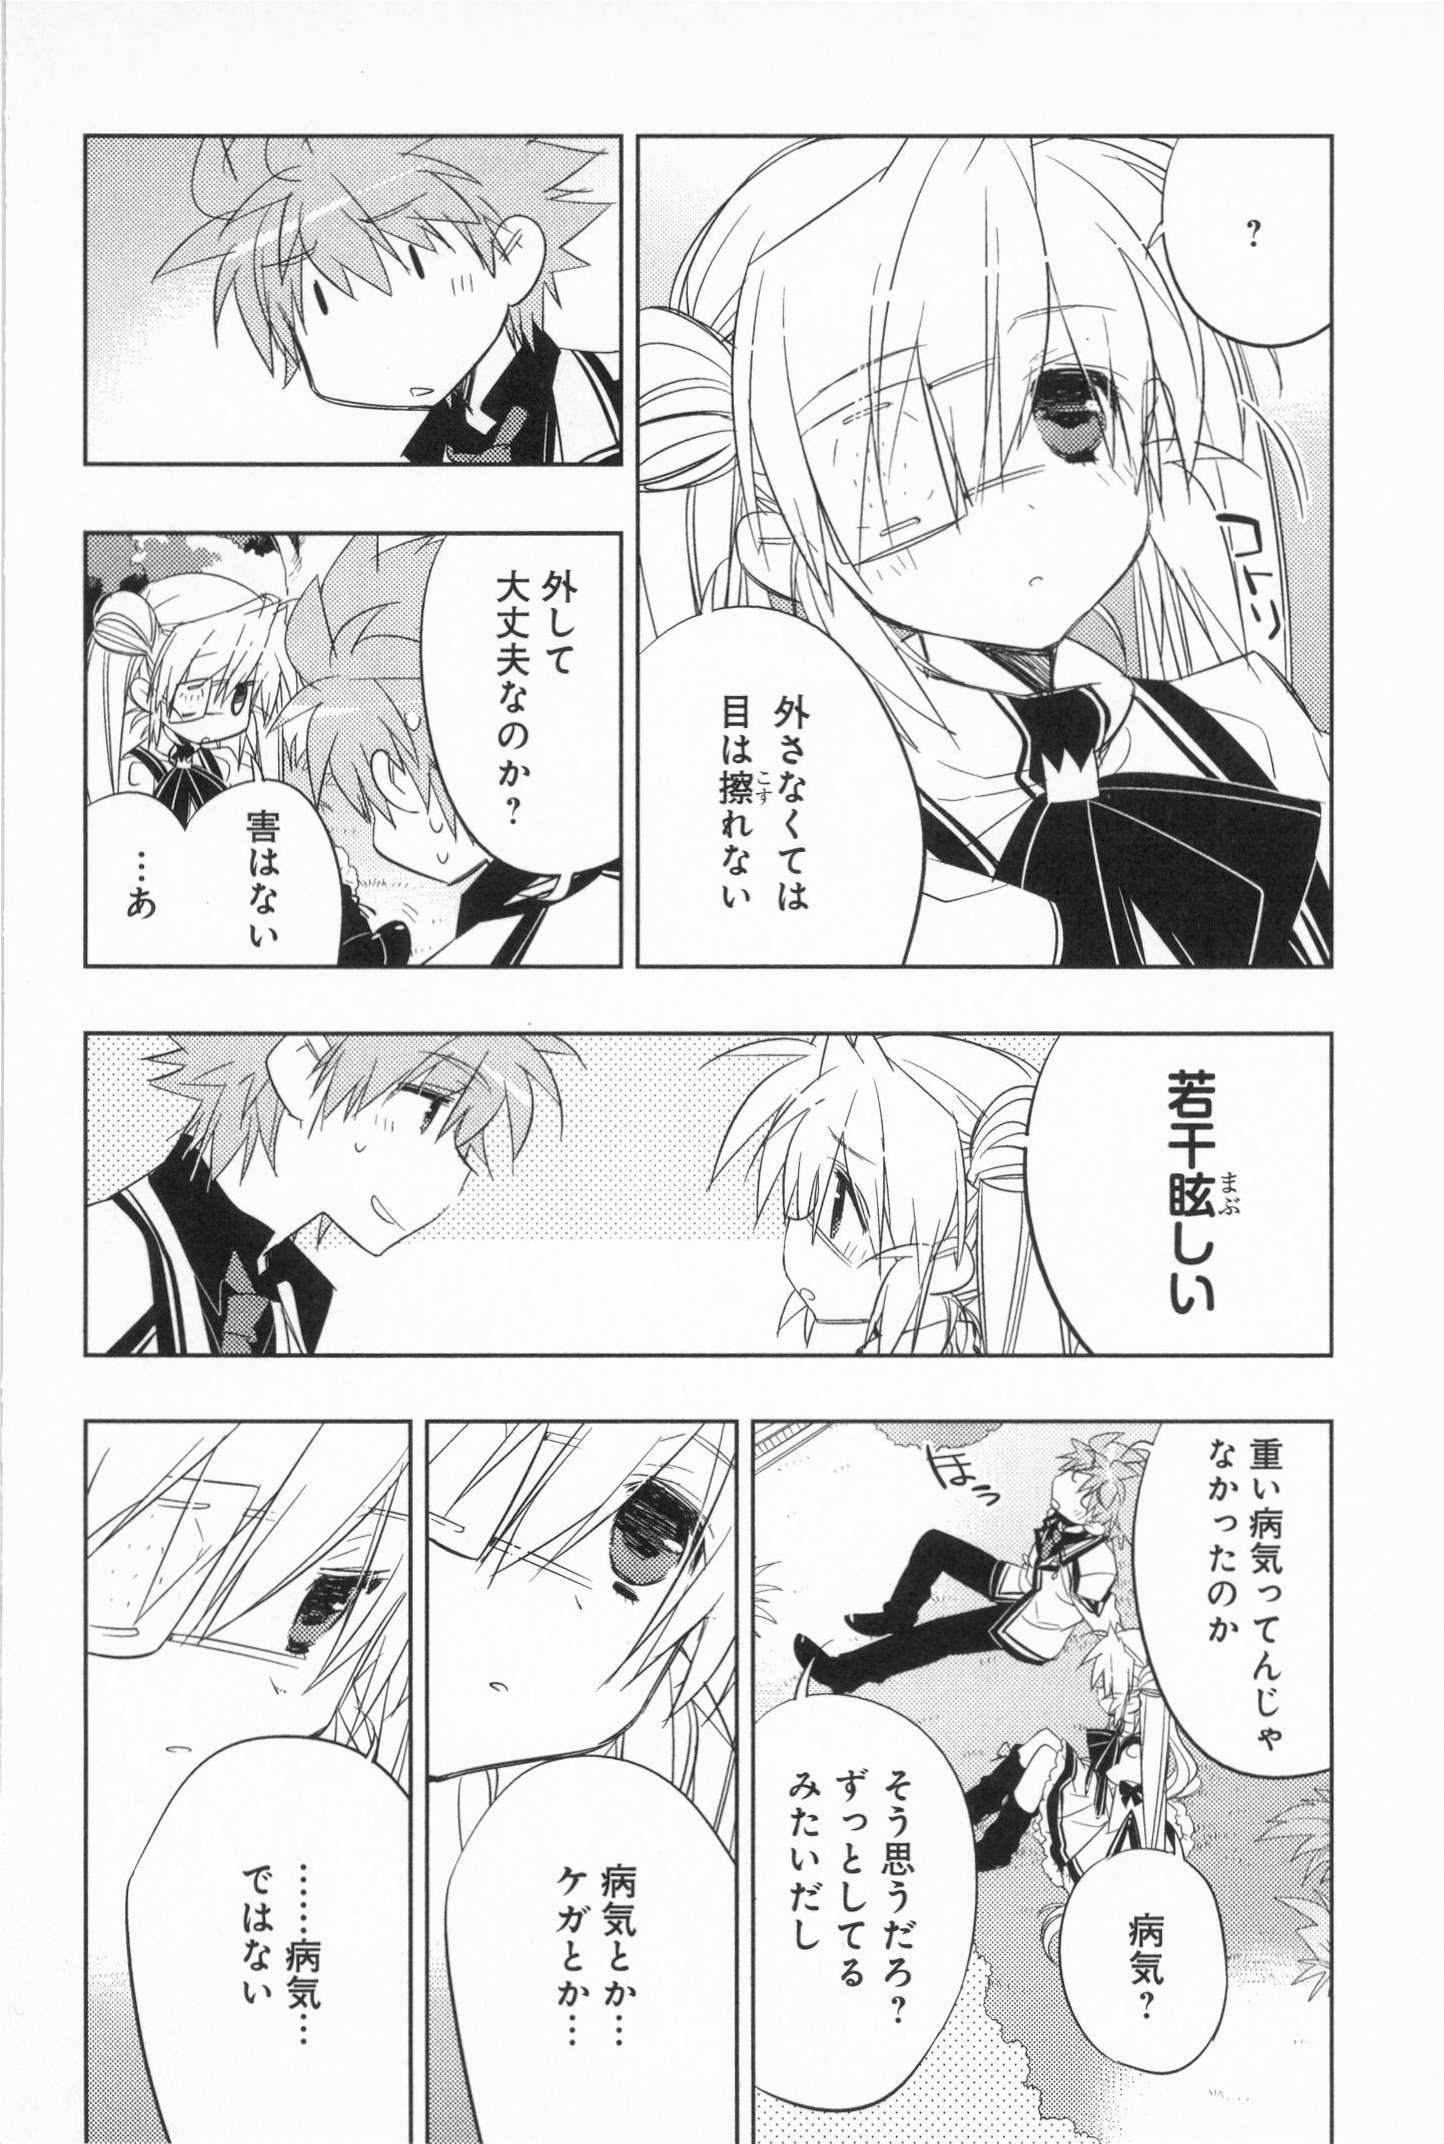 ?
コトリ
外さなくては
目は擦れない
こす
外して
大丈夫なのか?
害はない
…あ
若干眩しい
まぶ
重い病気ってんじゃ
なかったのか
ほっ
病気?
そう思うだろ?
ずっとしてる
みたいだし
病気とか…
ケガとか…
……病気…
ではない